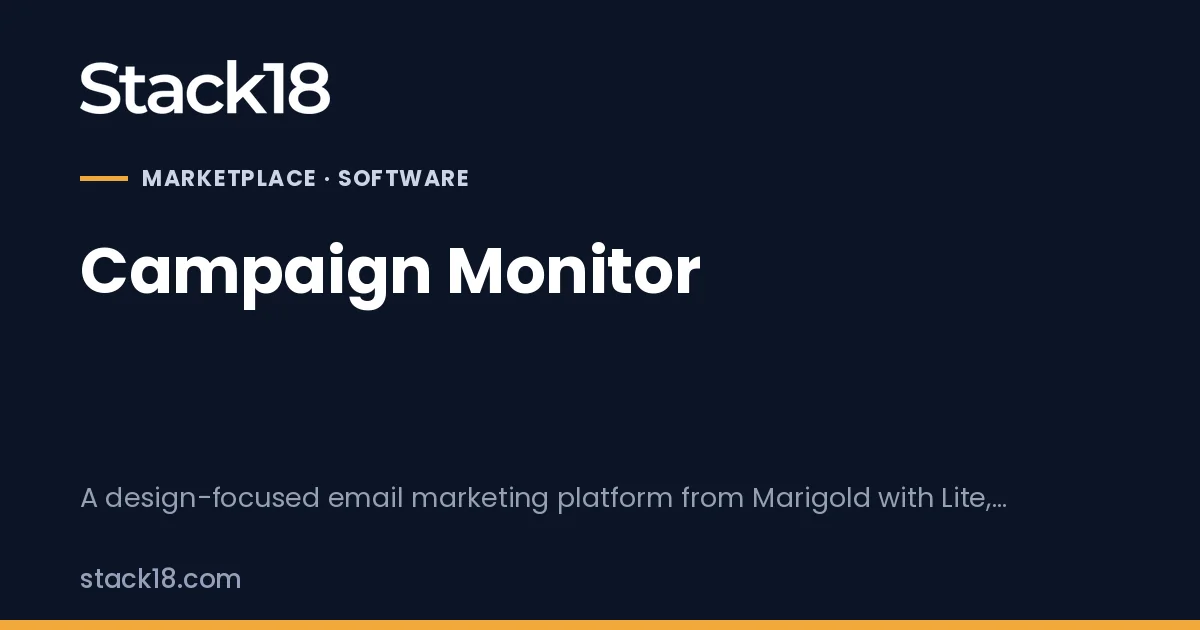 Stack18
MARKETPLACE · SOFTWARE
Campaign Monitor
A design-focused email marketing platform from Marigold with Lite,...
stack18.com